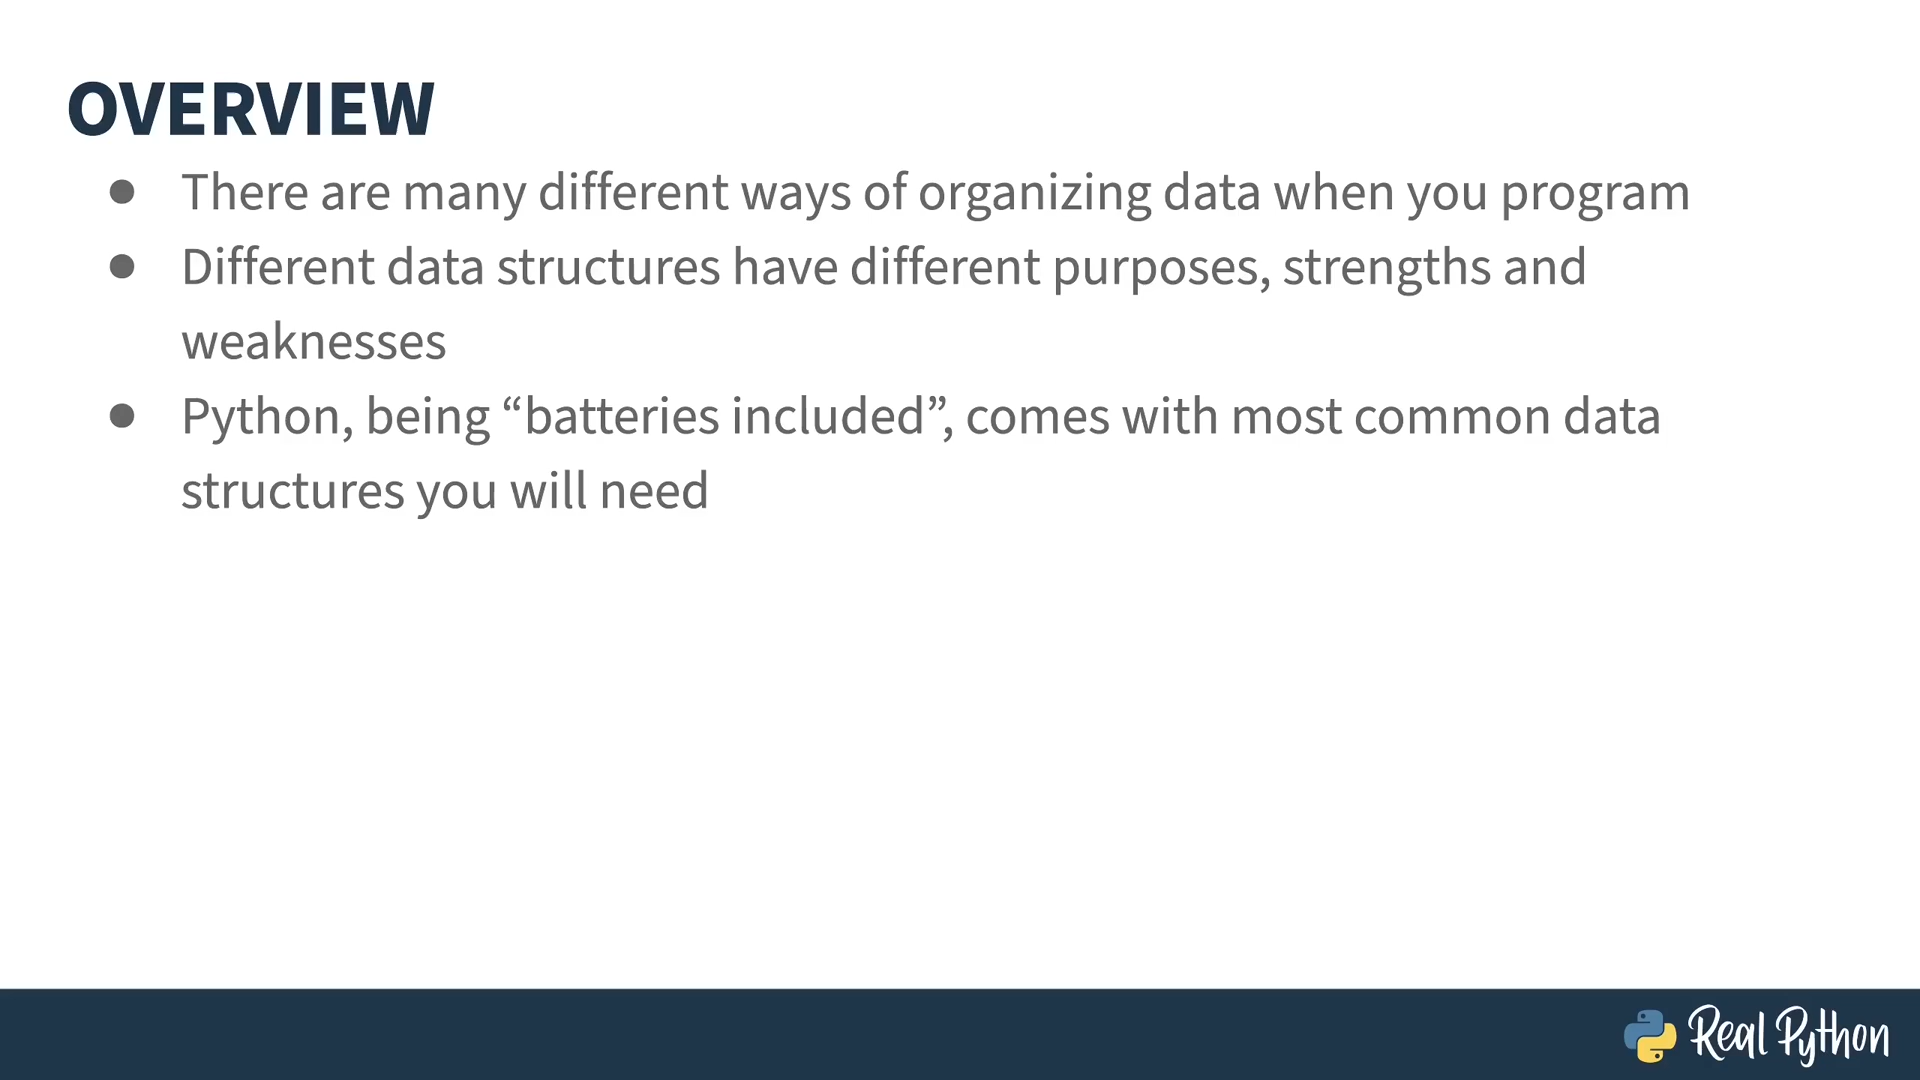 OVERVIEW
● There are many different ways of organizing data when you program
● Different data structures have different purposes, strengths and
weaknesses
● Python, being “batteries included”, comes with most common data
structures you will need
Real Python